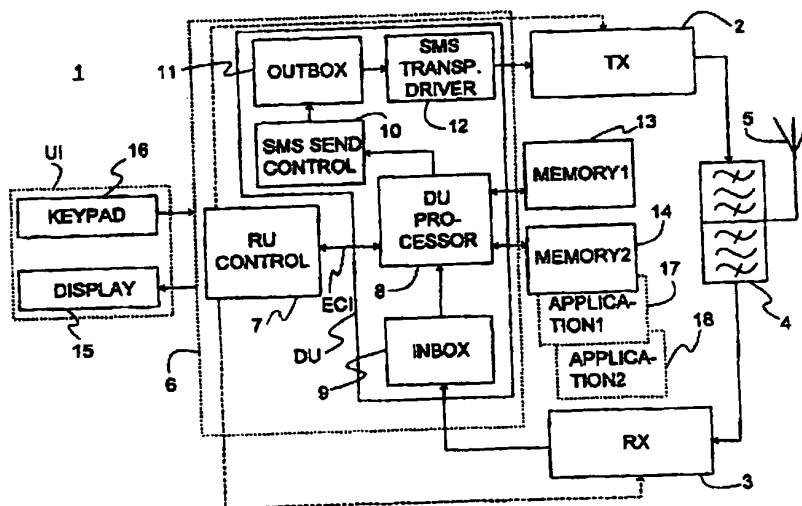 1
11
OUTBOX
SMS
TRANSP.
DRIVER
12
TX
2
10
SMS SEND
CONTROL
13
MEMORY1
5
UI
16
KEYPAD
DISPLAY
15
RU
CONTROL
7
ECI
DU
PRO-
CESSOR
8
14
MEMORY2
APPLICA-
TION1
17
APPLICA-
TION2
18
4
6
DU
9
INBOX
RX
3